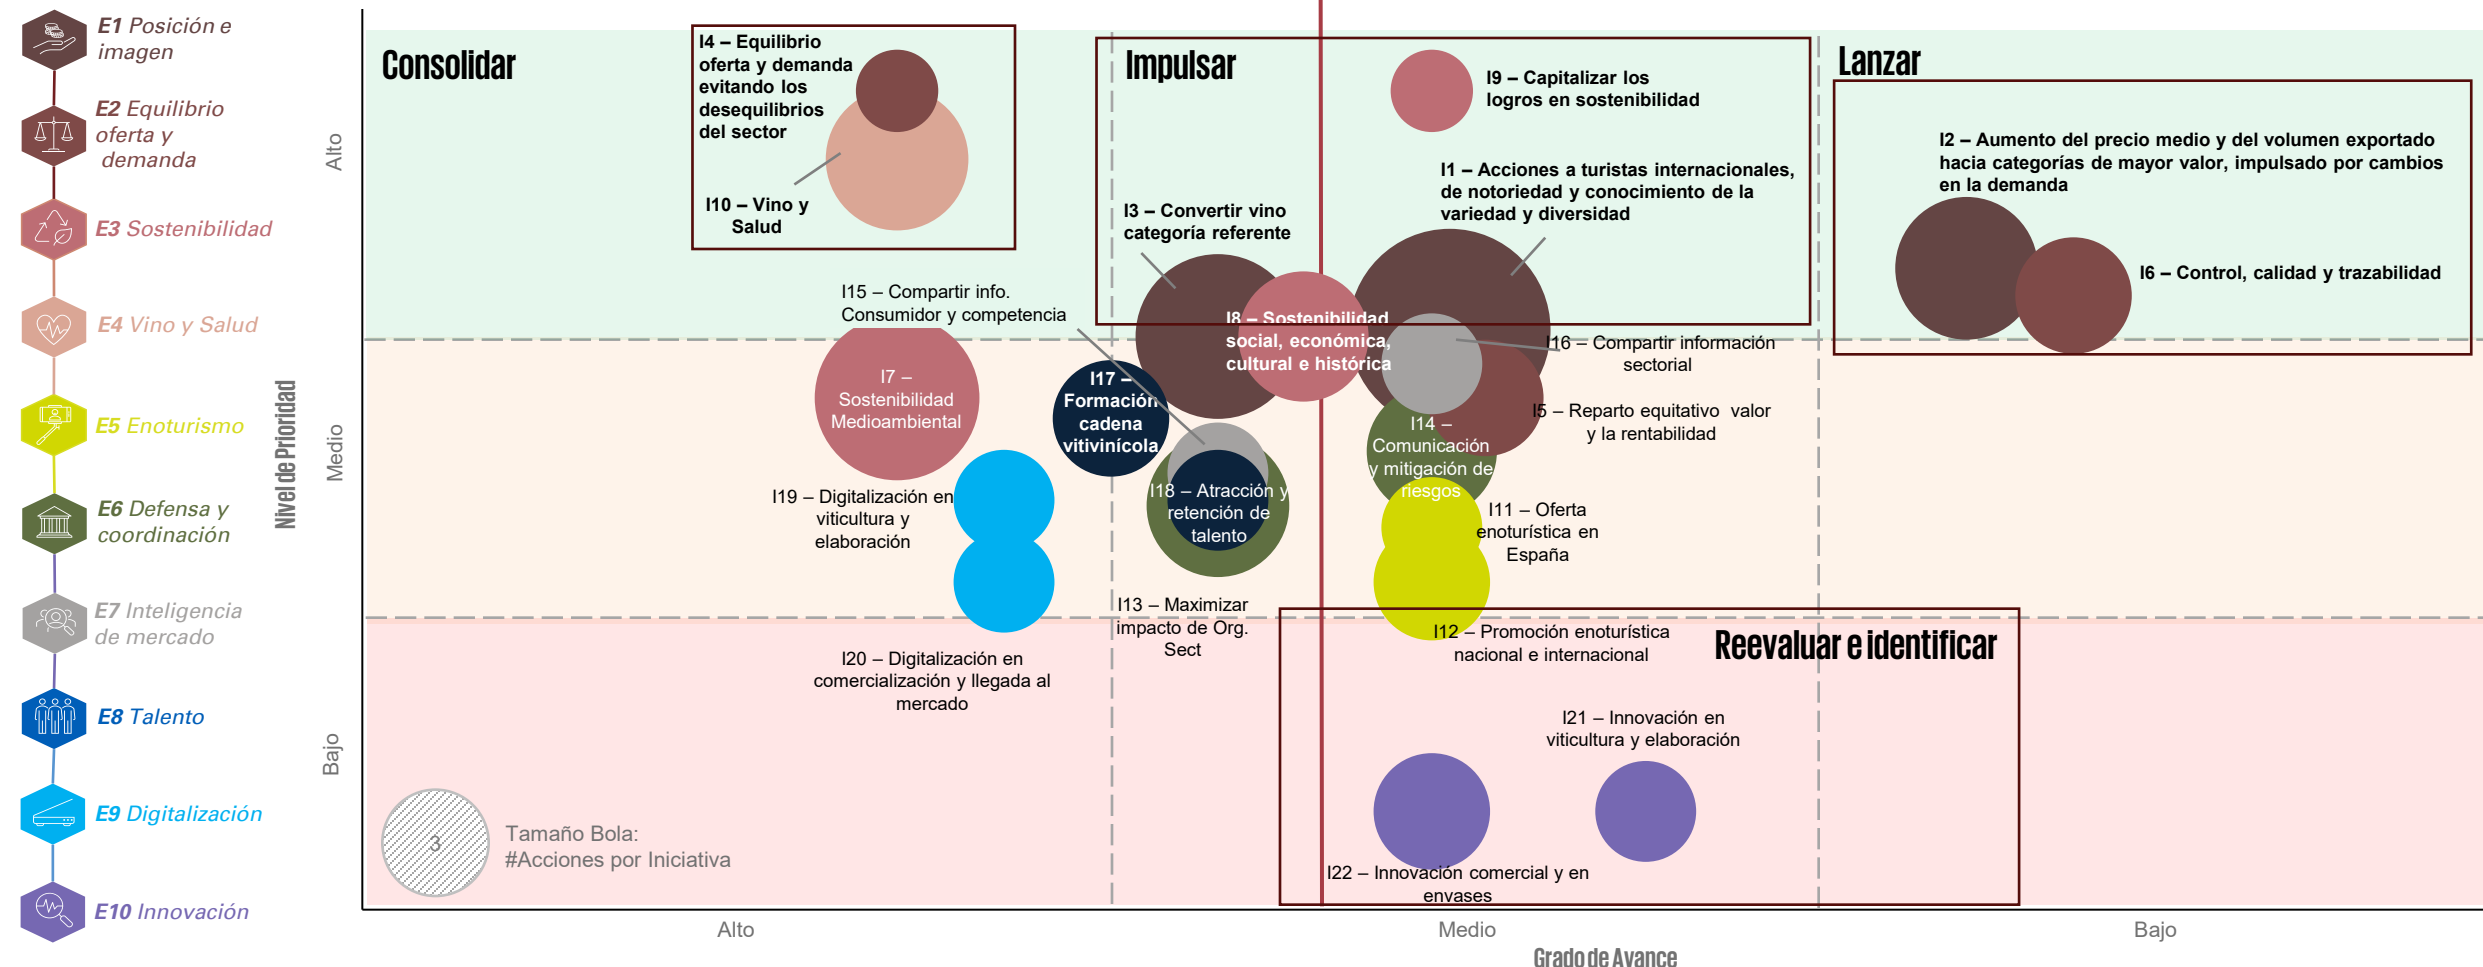 E1 Posición e
imagen
E2 Equilibrio
oferta y
demanda
E3 Sostenibilidad
E4 Vino y Salud
E5 Enoturismo
E6 Defensa y
coordinación
E7 Inteligencia
de mercado
E8 Talento
E9 Digitalización
E10 Innovación
Nivel de Prioridad
Alto
Medio
Bajo
Consolidar
I4 – Equilibrio
oferta y demanda
evitando los
desequilibrios
del sector
I10 – Vino y
Salud
Impulsar
I9 – Capitalizar los
logros en sostenibilidad
I1 – Acciones a turistas internacionales,
de notoriedad y conocimiento de la
variedad y diversidad
I3 – Convertir vino
categoría referente
Lanzar
I2 – Aumento del precio medio y del volumen exportado
hacia categorías de mayor valor, impulsado por cambios
en la demanda
I6 – Control, calidad y trazabilidad
I15 – Compartir info.
Consumidor y competencia
I8 – Sostenibilidad
social, económica,
cultural e histórica
I16 – Compartir información
sectorial
I7 –
Sostenibilidad
Medioambiental
I17 –
Formación
cadena
vitivinícola
I5 – Reparto equitativo valor
y la rentabilidad
I14 –
Comunicación
y mitigación de
riesgos
I19 – Digitalización en
viticultura y
elaboración
I18 – Atracción y
retención de
talento
I11 – Oferta
enoturística en
España
I13 – Maximizar
impacto de Org.
Sect
I12 – Promoción enoturística
nacional e internacional
Reevaluar e identificar
I20 – Digitalización en
comercialización y llegada al
mercado
I21 – Innovación en
viticultura y elaboración
I22 – Innovación comercial y en
envases
3
Tamaño Bola:
#Acciones por Iniciativa
Alto
Medio
Bajo
Grado de Avance